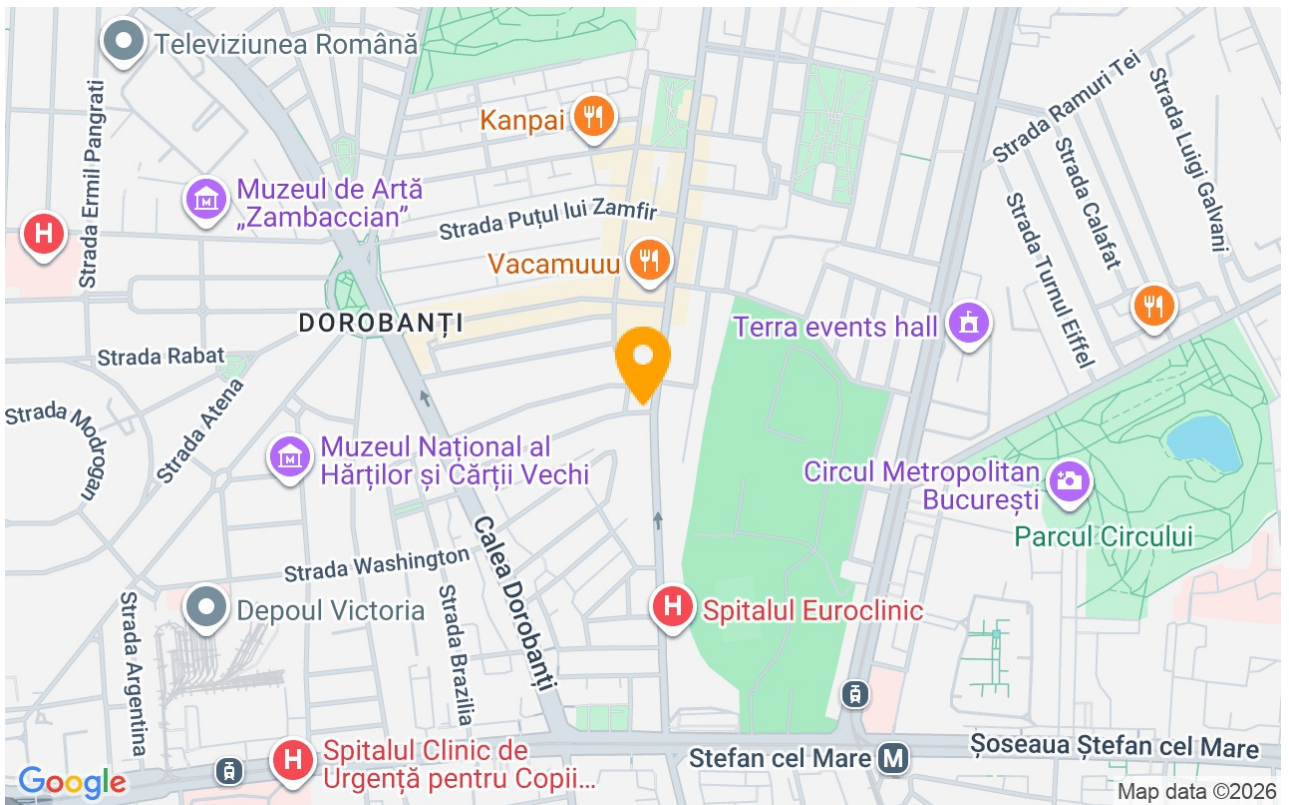 Televiziunea Română
Kanpai
Strada Ermil Pangrati
Muzeul de Artă
„Zambaccian”
Strada Puțul lui Zamfir
Strada Ramuri Tei
Strada Luigi Galvani
Strada Calafat
Strada Turnul Eiffel
H
Vacamuuu
DOROBANȚI
Terra events hall
Strada Rabat
Strada Atena
Strada Modrogan
Muzeul Național al
Hărților și Cărții Vechi
Circul Metropolitan
București
Parcul Circului
Calea Dorobanți
Strada Washington
Depoul Victoria
Strada Brazilia
Strada Argentina
H
Spitalul Euroclinic
H
Spitalul Clinic de
Urgență pentru Copii...
Ștefan cel Mare
M
Șoseaua Ștefan cel Mare
Google
Map data ©2026